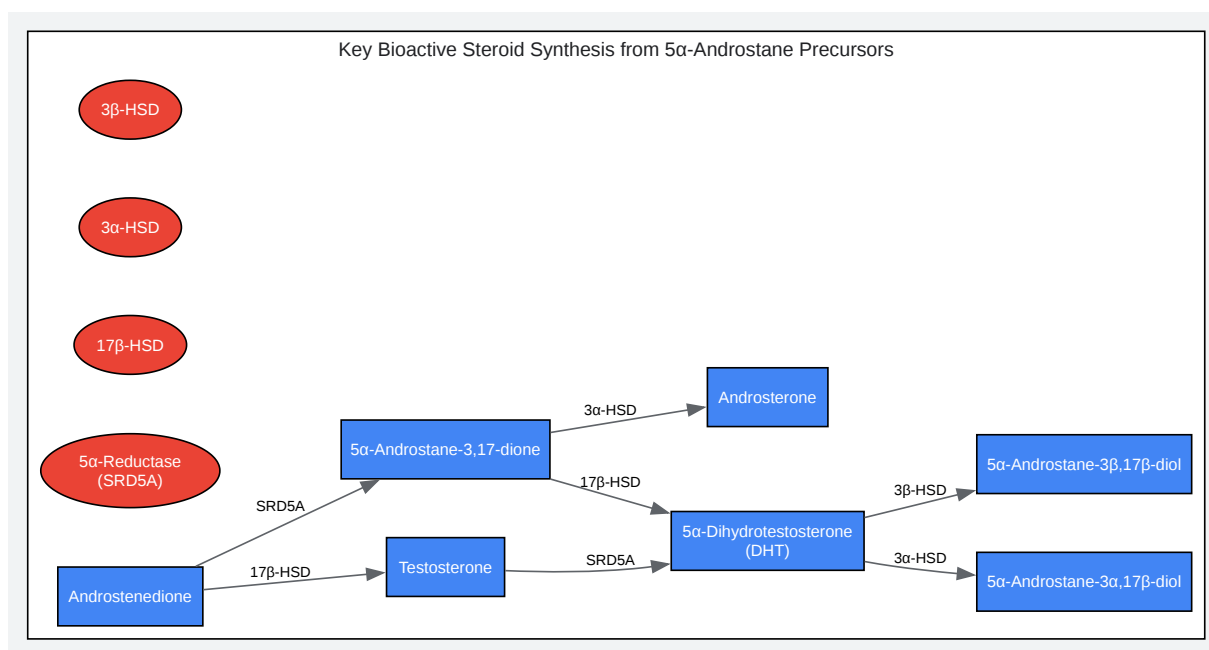 Key Bioactive Steroid Synthesis from 5α-Androstane Precursors
3β-HSD
3α-HSD
17β-HSD
5α-Reductase
(SRD5A)
Androstenedione
SRD5A
17β-HSD
5α-Androstane-3,17-dione
Testosterone
3α-HSD
17β-HSD
SRD5A
Androsterone
5α-Dihydrotestosterone
(DHT)
3β-HSD
3α-HSD
5α-Androstane-3β,17β-diol
5α-Androstane-3α,17β-diol